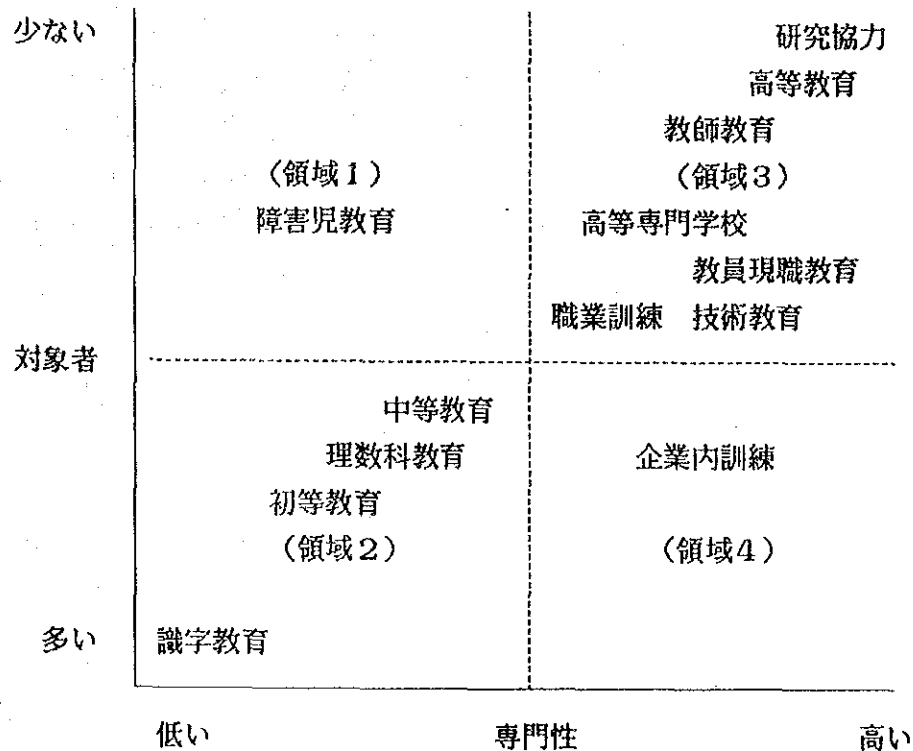 少ない 研究協力
高等教育
教師教育
(領域1) (領域3)
障害児教育 高等専門学校
教員現職教育
職業訓練 技術教育
対象者
中等教育
理数科教育 企業内訓練
初等教育
(領域2) (領域4)
多い 識字教育
低い 専門性 高い